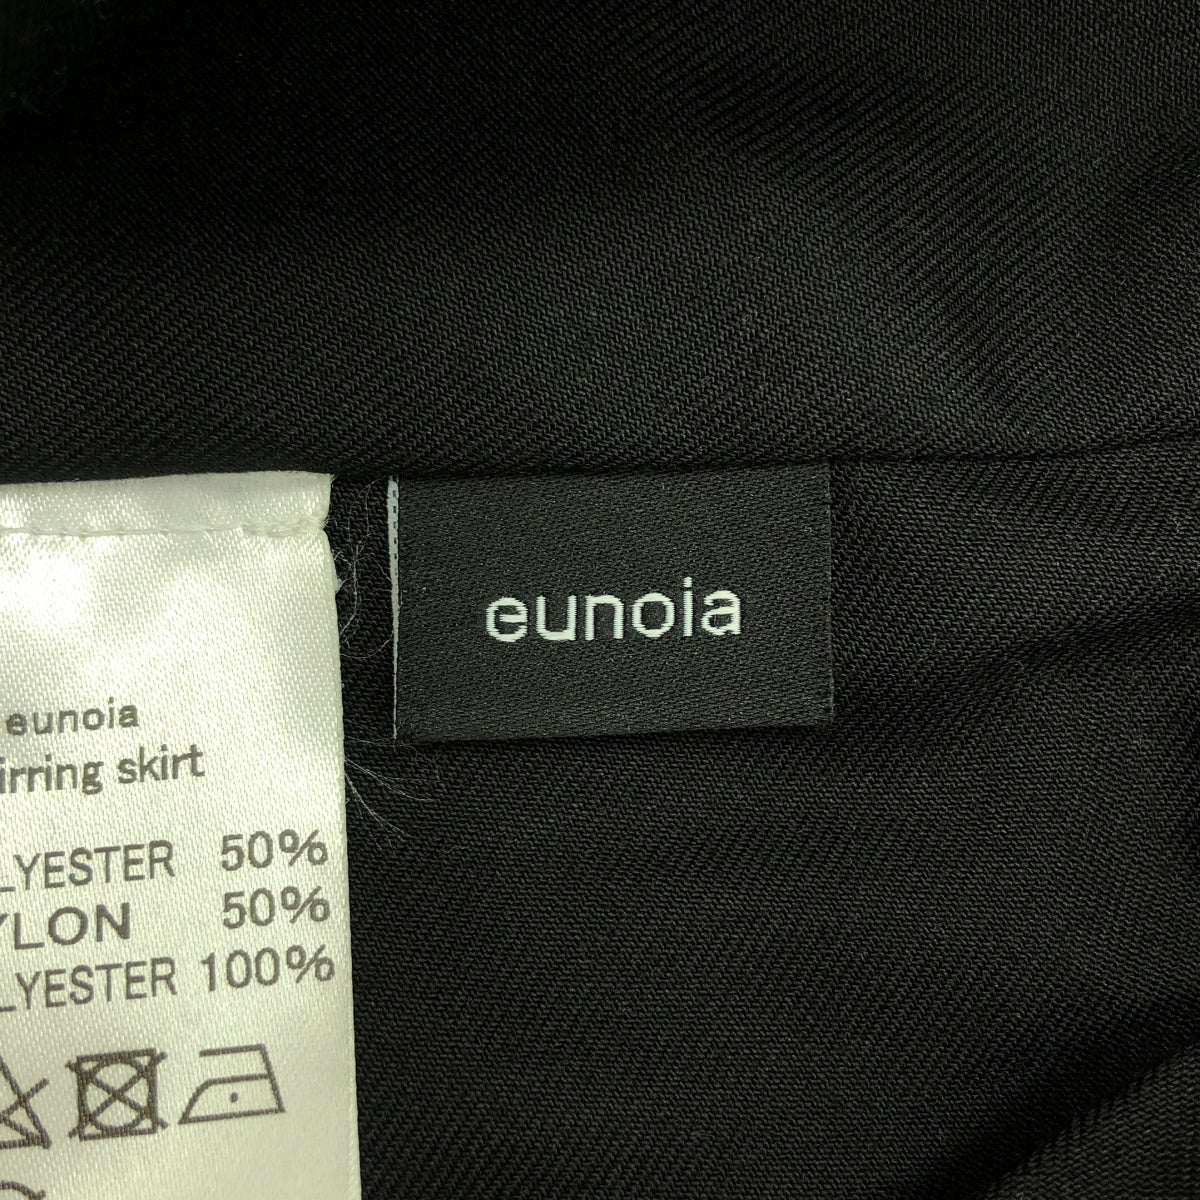 eunoia
eunoia
irring skirt
LYESTER 50%
YLON 50%
LYESTER 100%